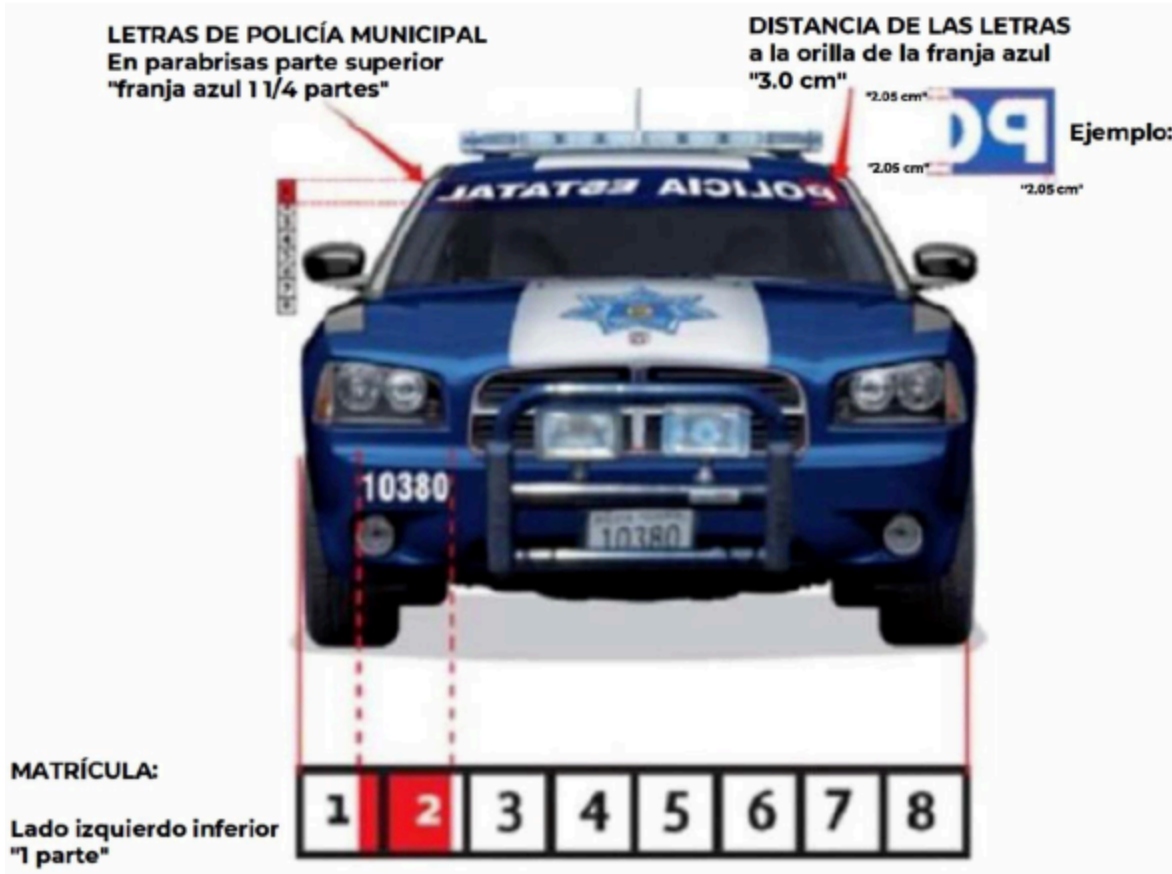 LETRAS DE POLICÍA MUNICIPAL
En parabrisas parte superior
"franja azul 1 1/4 partes"
DISTANCIA DE LAS LETRAS
a la orilla de la franja azul
"3.0 cm"
"2.05 cm"
PO
Ejemplo:
"2.05 cm"
"2.05 cm"
POLICIA ESTATAL
10380
10380
MATRÍCULA:
Lado izquierdo inferior
"1 parte"
1 2 3 4 5 6 7 8